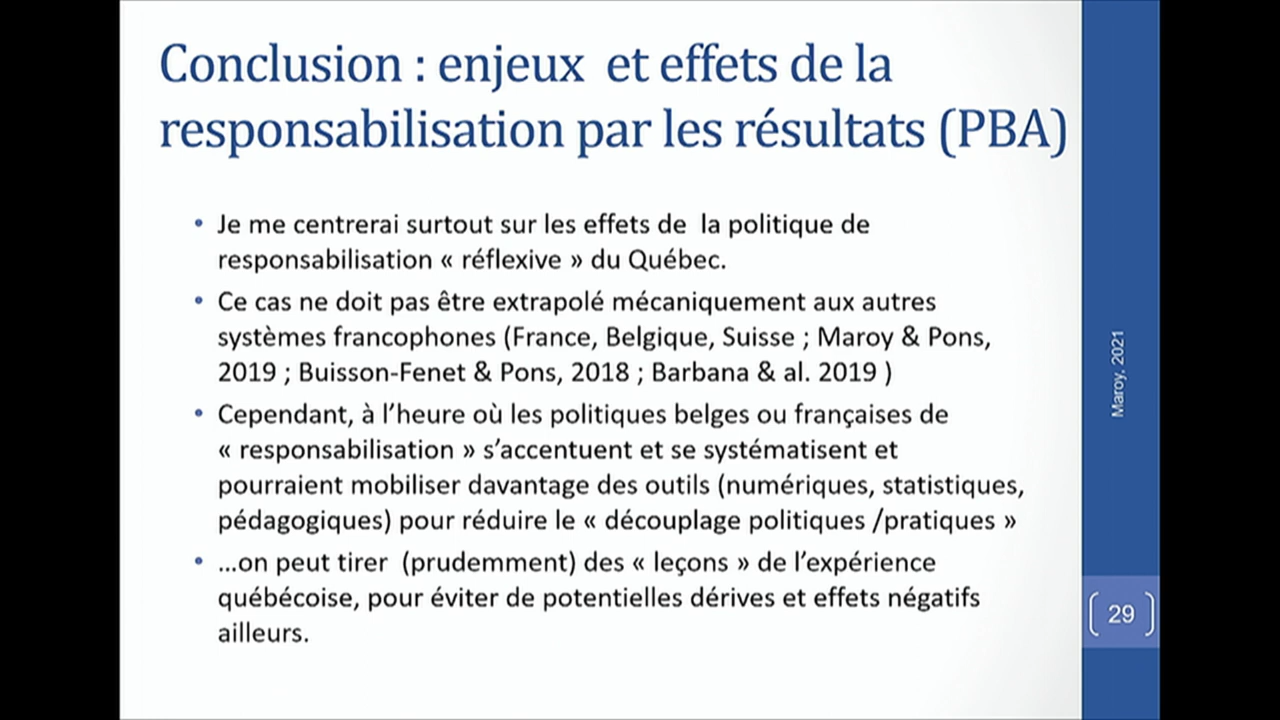 Conclusion : enjeux et effets de la
responsabilisation par les résultats (PBA)
• Je me centrerai surtout sur les effets de la politique de
responsabilisation « réflexive » du Québec.
• Ce cas ne doit pas être extrapolé mécaniquement aux autres
systèmes francophones (France, Belgique, Suisse ; Maroy & Pons,
2019 ; Buisson-Fenet & Pons, 2018 ; Barbana & al. 2019 )
• Cependant, à l’heure où les politiques belges ou françaises de
« responsabilisation » s’accentuent et se systématisent et
pourraient mobiliser davantage des outils (numériques, statistiques,
pédagogiques) pour réduire le « découplage politiques /pratiques »
• …on peut tirer (prudemment) des « leçons » de l’expérience
québécoise, pour éviter de potentielles dérives et effets négatifs
ailleurs.
Maroy, 2021
29